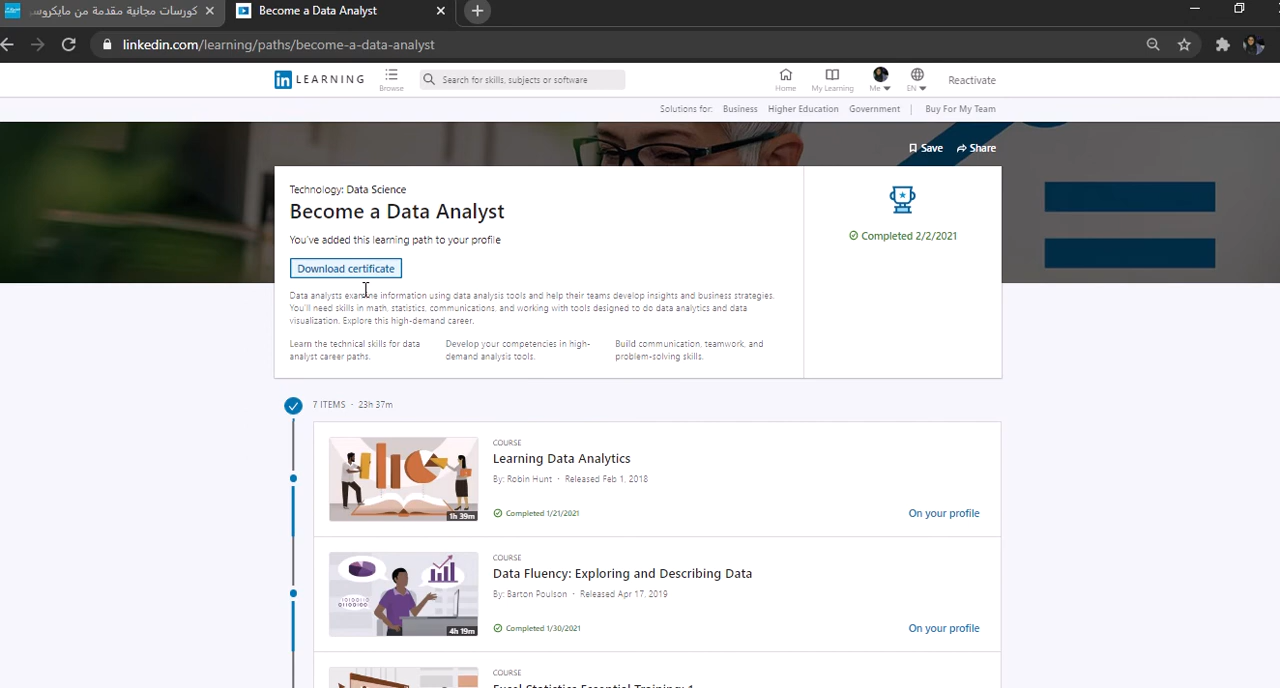 كورسات مجانية مقدمة من مايكروس
Become a Data Analyst
linkedin.com/learning/paths/become-a-data-analyst
in LEARNING
Browse
Search for skills, subjects or software
Home
My Learning
Me
EN
Reactivate
Solutions for: Business Higher Education Government | Buy For My Team
Save
Share
Technology: Data Science
Become a Data Analyst
You've added this learning path to your profile
Download certificate
Data analysts examine information using data analysis tools and help their teams develop insights and business strategies.
You'll need skills in math, statistics, communications, and working with tools designed to do data analytics and data
visualization. Explore this high-demand career.
Learn the technical skills for data
analyst career paths.
Develop your competencies in high-
demand analysis tools.
Build communication, teamwork, and
problem-solving skills.
Completed 2/2/2021
7 ITEMS · 23h 37m
1h 39m
COURSE
Learning Data Analytics
By: Robin Hunt · Released Feb 1, 2018
Completed 1/21/2021
On your profile
4h 19m
COURSE
Data Fluency: Exploring and Describing Data
By: Barton Poulson · Released Apr 17, 2019
Completed 1/30/2021
On your profile
COURSE
Excel Statistics Essential Training: 1